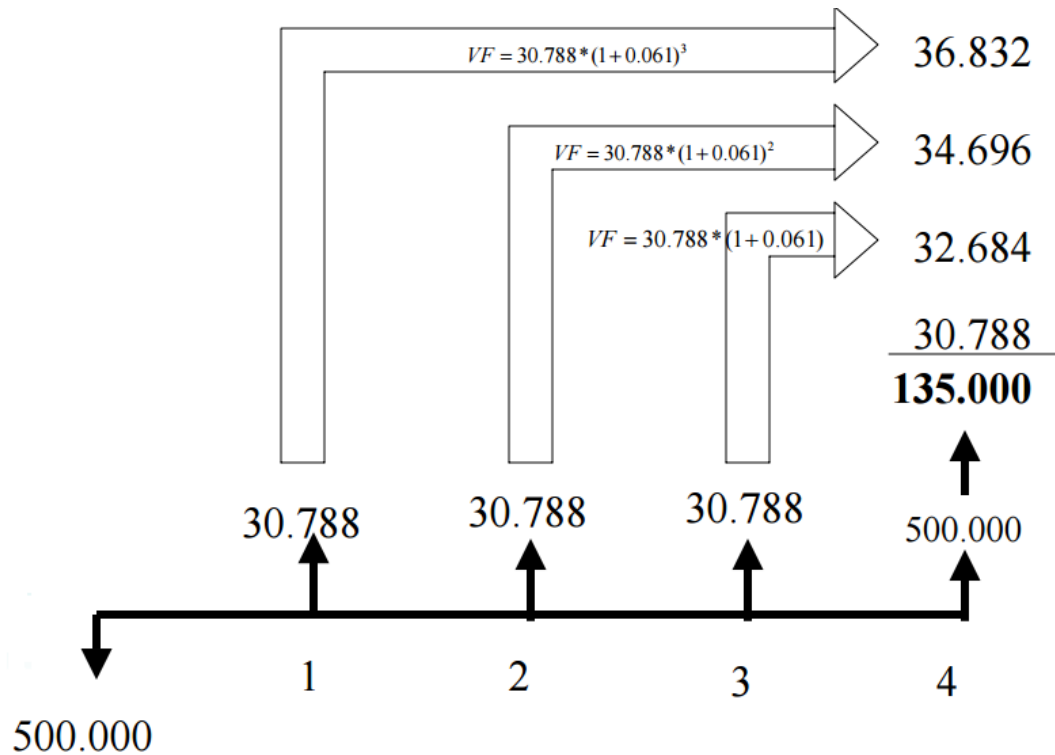 VF = 30.788 * (1 + 0.061)³ 36.832
VF = 30.788 * (1 + 0.061)² 34.696
VF = 30.788 * (1 + 0.061) 32.684
30.788
135.000
30.788 30.788 30.788 500.000
1 2 3 4
500.000